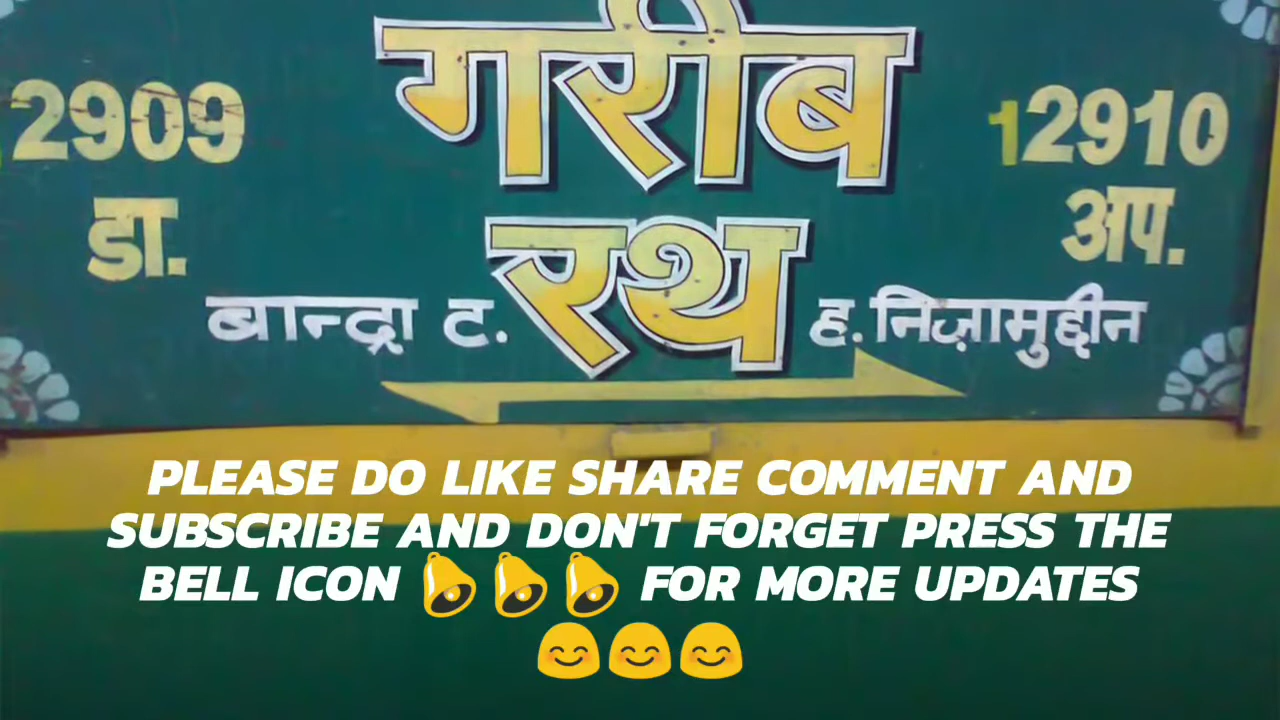 गरीब
2909
12910
रथ
डा.
अप.
बान्द्रा ट.
ह. निज़ामुद्दीन
PLEASE DO LIKE SHARE COMMENT AND
SUBSCRIBE AND DON'T FORGET PRESS THE
BELL ICON 🔔🔔🔔 FOR MORE UPDATES
😊😊😊